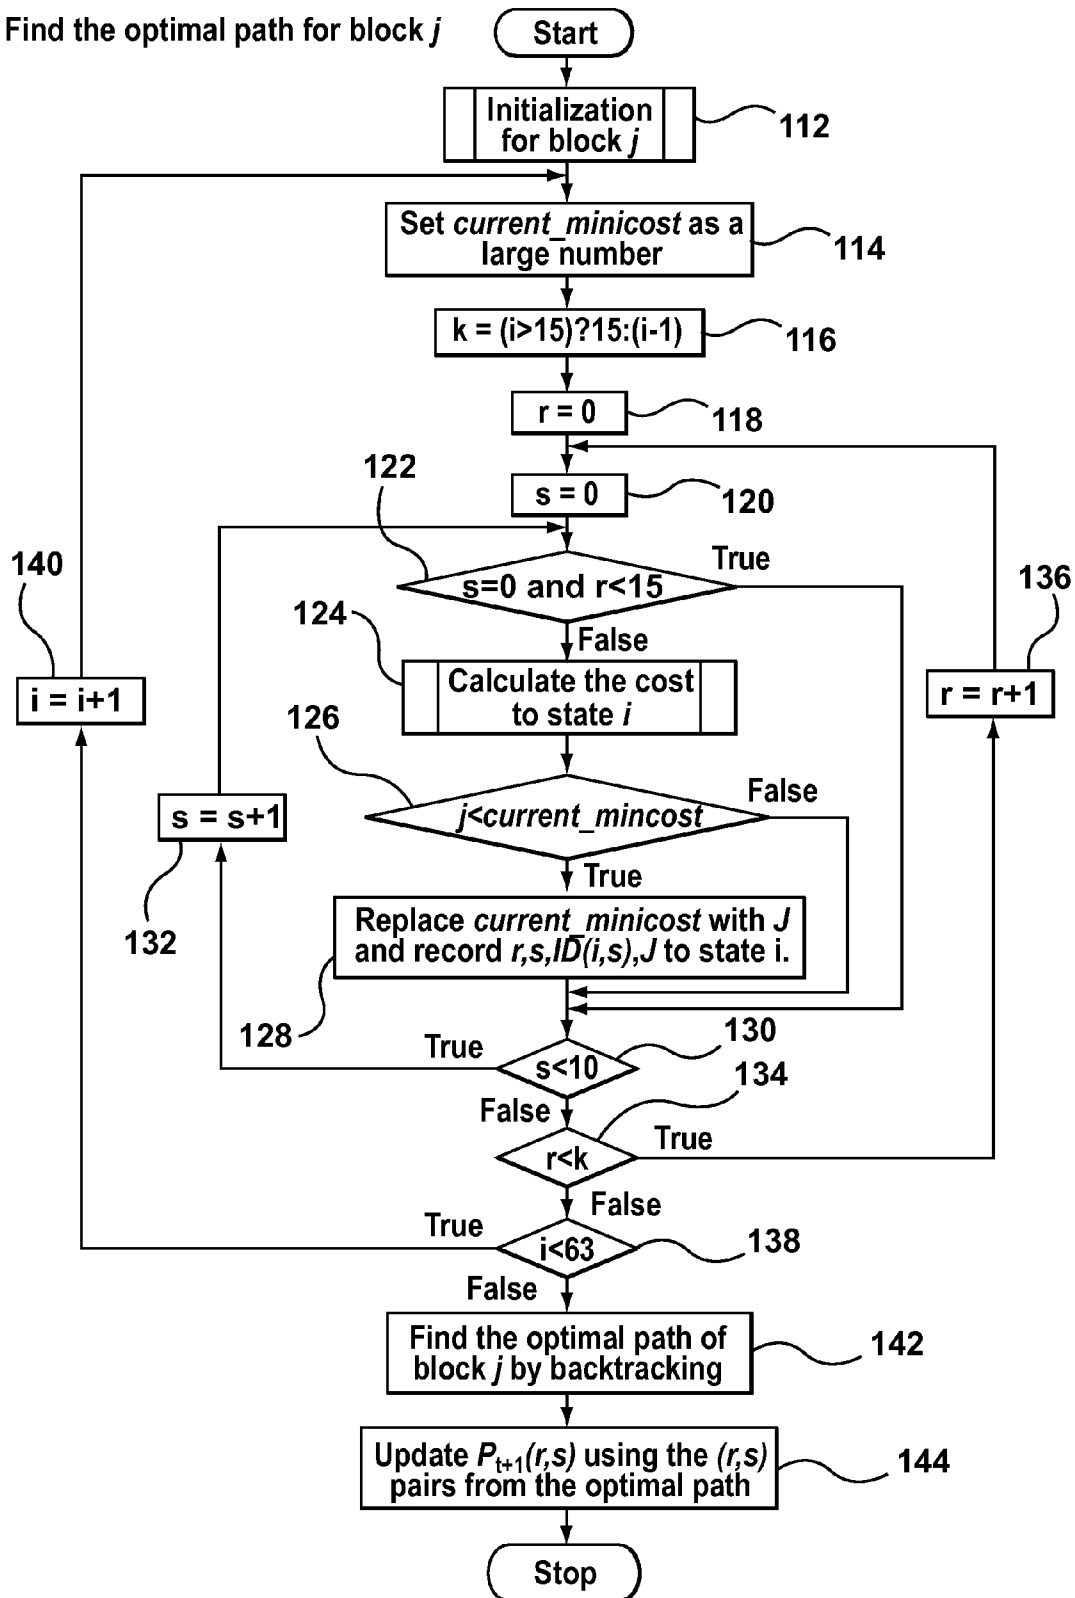 Find the optimal path for block j
Start
Initialization
for block j
112
Set current_minicost as a
large number
114
k = (i>15)?15:(i-1)
116
r = 0
118
122
s = 0
120
140
True
136
s=0 and r<15
124
False
Calculate the cost
to state i
i = i+1
r = r+1
126
False
s = s+1
j<current_mincost
True
132
Replace current_minicost with J
and record r,s,ID(i,s),J to state i.
128
130
True
s<10
134
False
True
r<k
False
True
i<63
138
False
Find the optimal path of
block j by backtracking
142
Update Pt+1(r,s) using the (r,s)
pairs from the optimal path
144
Stop